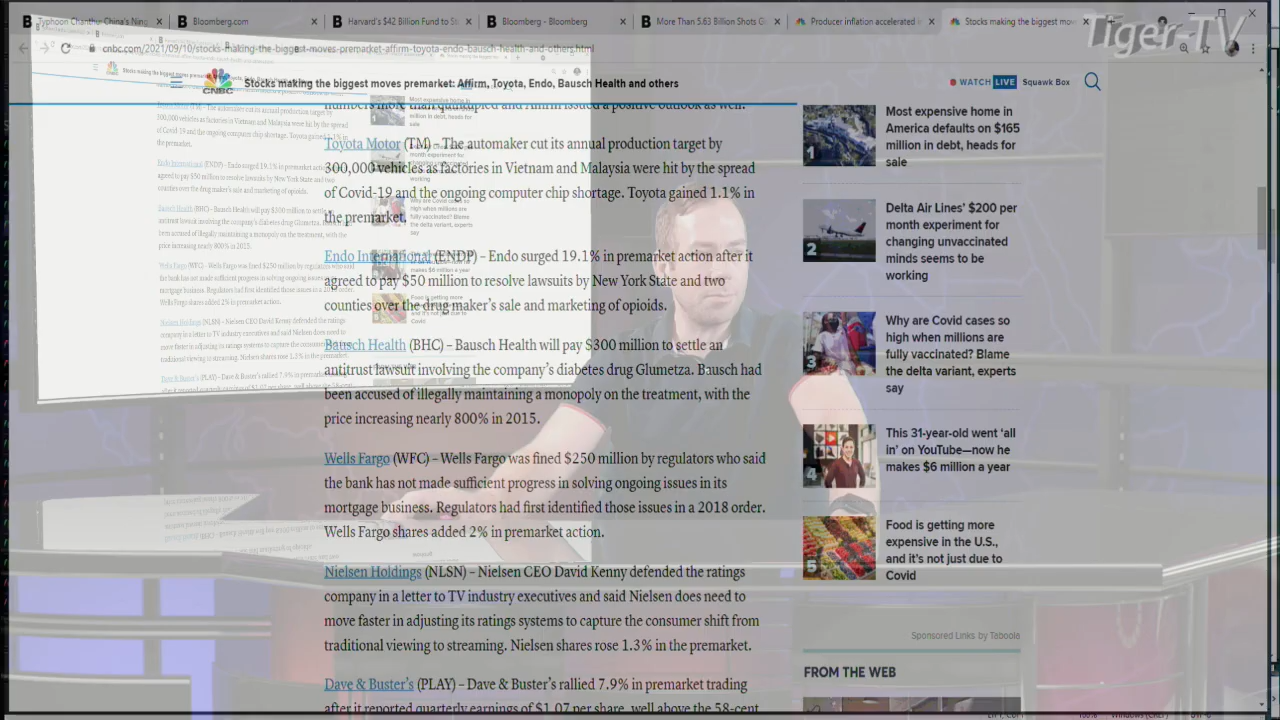 Typhoon Chanthu: China's Ning
Bloomberg.com
Harvard's $42 Billion Fund to St
Bloomberg - Bloomberg
More Than 5.63 Billion Shots G
Producer inflation accelerated i
Stocks making the biggest mov
Tiger-TV
cnbc.com/2021/09/10/stocks-making-the-biggest-moves-premarket-affirm-toyota-endo-bausch-health-and-others.html
CNBC
Stocks making the biggest moves premarket: Affirm, Toyota, Endo, Bausch Health and others
WATCH LIVE Squawk Box
numbers more than quintupled and Affirm issued a positive outlook as well.
Toyota Motor (TM) – The automaker cut its annual production target by
300,000 vehicles as factories in Vietnam and Malaysia were hit by the spread
of Covid-19 and the ongoing computer chip shortage. Toyota gained 1.1% in
the premarket.
Endo International (ENDP) – Endo surged 19.1% in premarket action after it
agreed to pay $50 million to resolve lawsuits by New York State and two
counties over the drug maker's sale and marketing of opioids.
Bausch Health (BHC) – Bausch Health will pay $300 million to settle an
antitrust lawsuit involving the company's diabetes drug Glumetza. Bausch had
been accused of illegally maintaining a monopoly on the treatment, with the
price increasing nearly 800% in 2015.
Wells Fargo (WFC) – Wells Fargo was fined $250 million by regulators who said
the bank has not made sufficient progress in solving ongoing issues in its
mortgage business. Regulators had first identified those issues in a 2018 order.
Wells Fargo shares added 2% in premarket action.
Nielsen Holdings (NLSN) – Nielsen CEO David Kenny defended the ratings
company in a letter to TV industry executives and said Nielsen does need to
move faster in adjusting its ratings systems to capture the consumer shift from
traditional viewing to streaming. Nielsen shares rose 1.3% in the premarket.
Dave & Buster's (PLAY) – Dave & Buster's rallied 7.9% in premarket trading
after it reported quarterly earnings of $1.07 per share, well above the 58-cent
1
Most expensive home in
America defaults on $165
million in debt, heads for
sale
2
Delta Air Lines' $200 per
month experiment for
changing unvaccinated
minds seems to be
working
3
Why are Covid cases so
high when millions are
fully vaccinated? Blame
the delta variant, experts
say
4
This 31-year-old went 'all
in' on YouTube—now he
makes $6 million a year
5
Food is getting more
expensive in the U.S.,
and it's not just due to
Covid
Sponsored Links by Taboola
FROM THE WEB